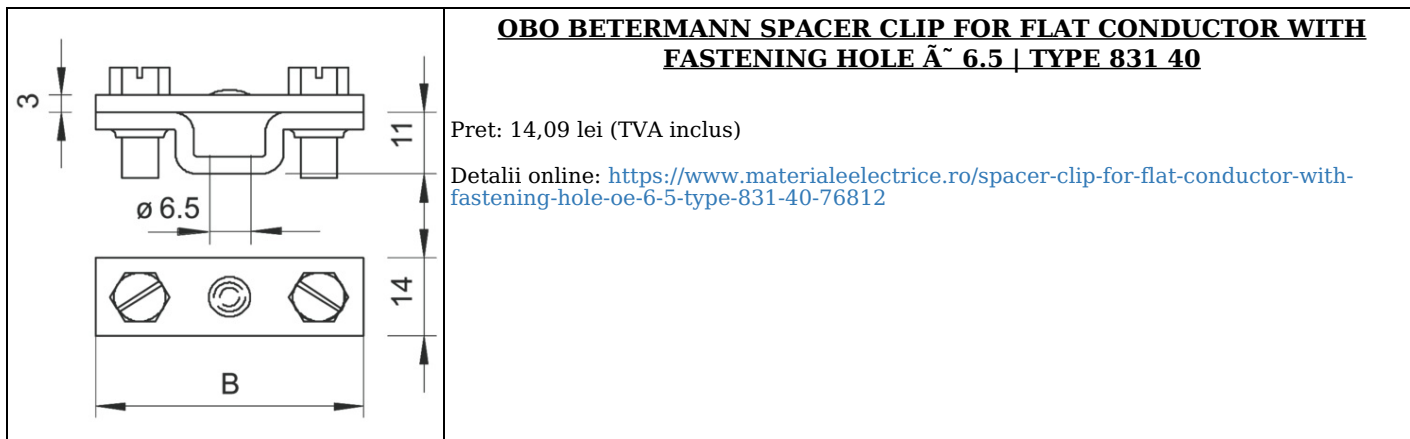 OBO BETERMANN SPACER CLIP FOR FLAT CONDUCTOR WITH
FASTENING HOLE Ã˜ 6.5 | TYPE 831 40
Pret: 14,09 lei (TVA inclus)
Detalii online: https://www.materialeelectrice.ro/spacer-clip-for-flat-conductor-with-
fastening-hole-oe-6-5-type-831-40-76812
3
11
ø 6.5
14
B